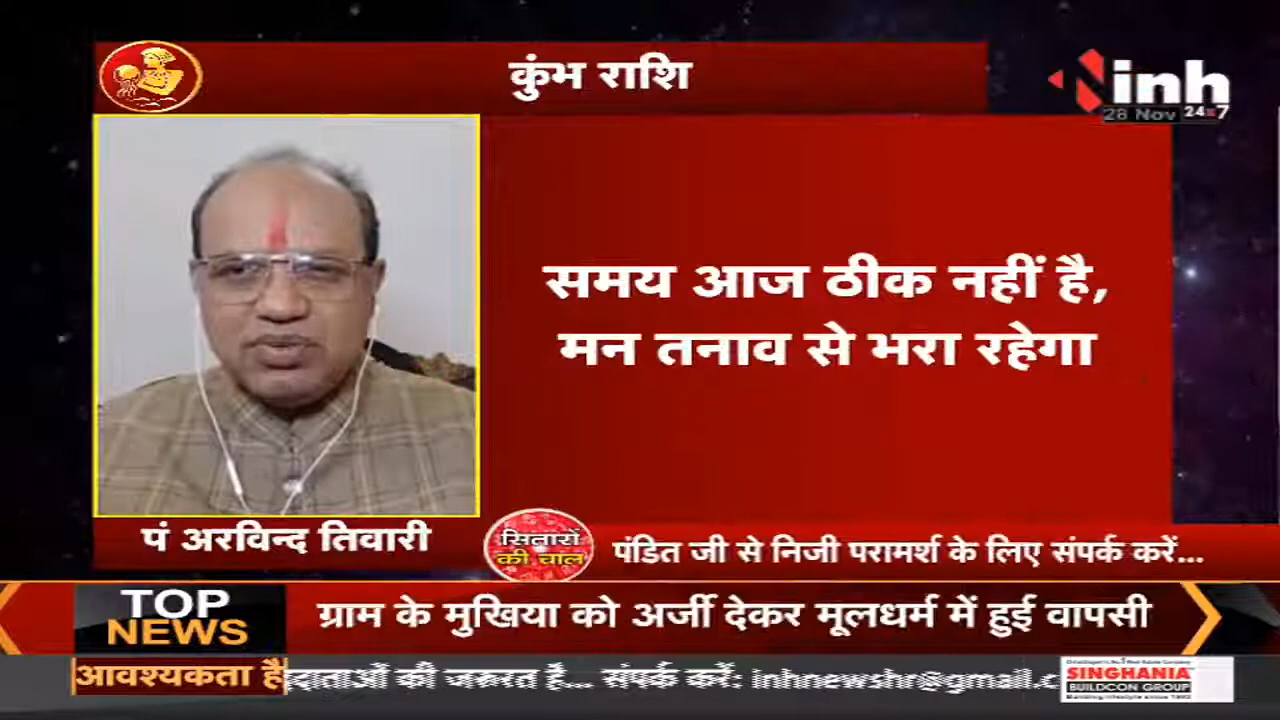 कुंभ राशि
inh
28 Nov 24x7
समय आज ठीक नहीं है,
मन तनाव से भरा रहेगा
पं अरविन्द तिवारी
सितारों
की चाल
पंडित जी से निजी परामर्श के लिए संपर्क करें...
TOP
NEWS
ग्राम के मुखिया को अर्जी देकर मूलधर्म में हुई वापसी
आवश्यकता है
की जरूरत है... संपर्क करें: inhnewshr@gmail.c
SINGHANIA
BUILDCON GROUP